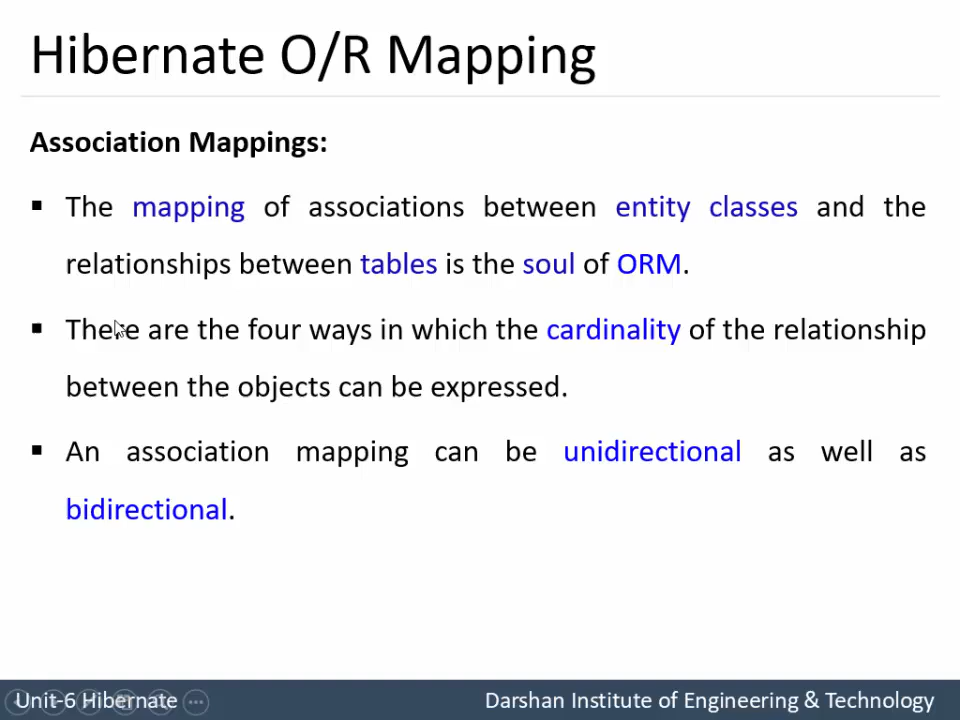 Hibernate O/R Mapping
Association Mappings:
▪ The mapping of associations between entity classes and the
relationships between tables is the soul of ORM.
▪ There are the four ways in which the cardinality of the relationship
between the objects can be expressed.
▪ An association mapping can be unidirectional as well as
bidirectional.
Unit-6 Hibernate
Darshan Institute of Engineering & Technology